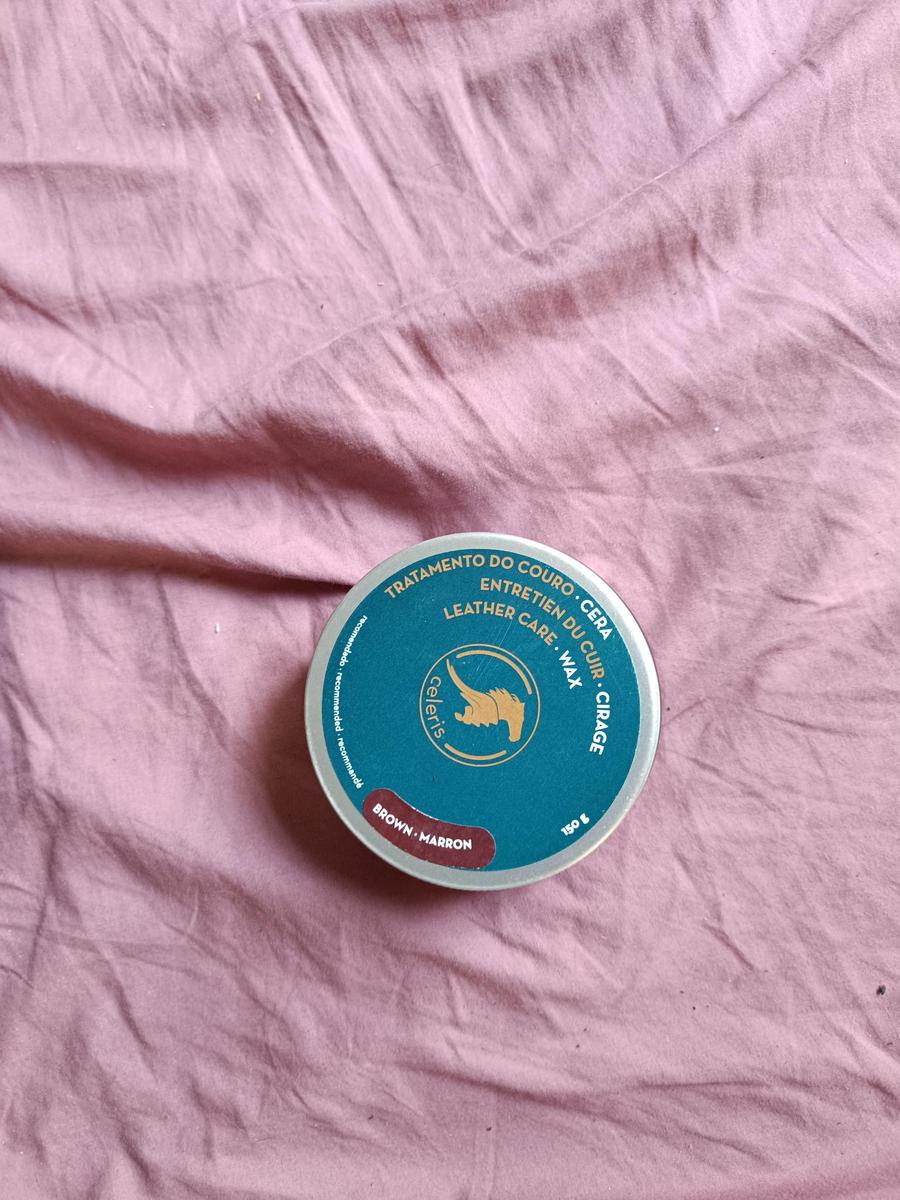 TRATAMENTO DO COURO · CERA
ENTRETIEN DU CUIR · CIRAGE
LEATHER CARE · WAX
celeris
recomendado · recommended · recommandé
BROWN · MARRON
150 g